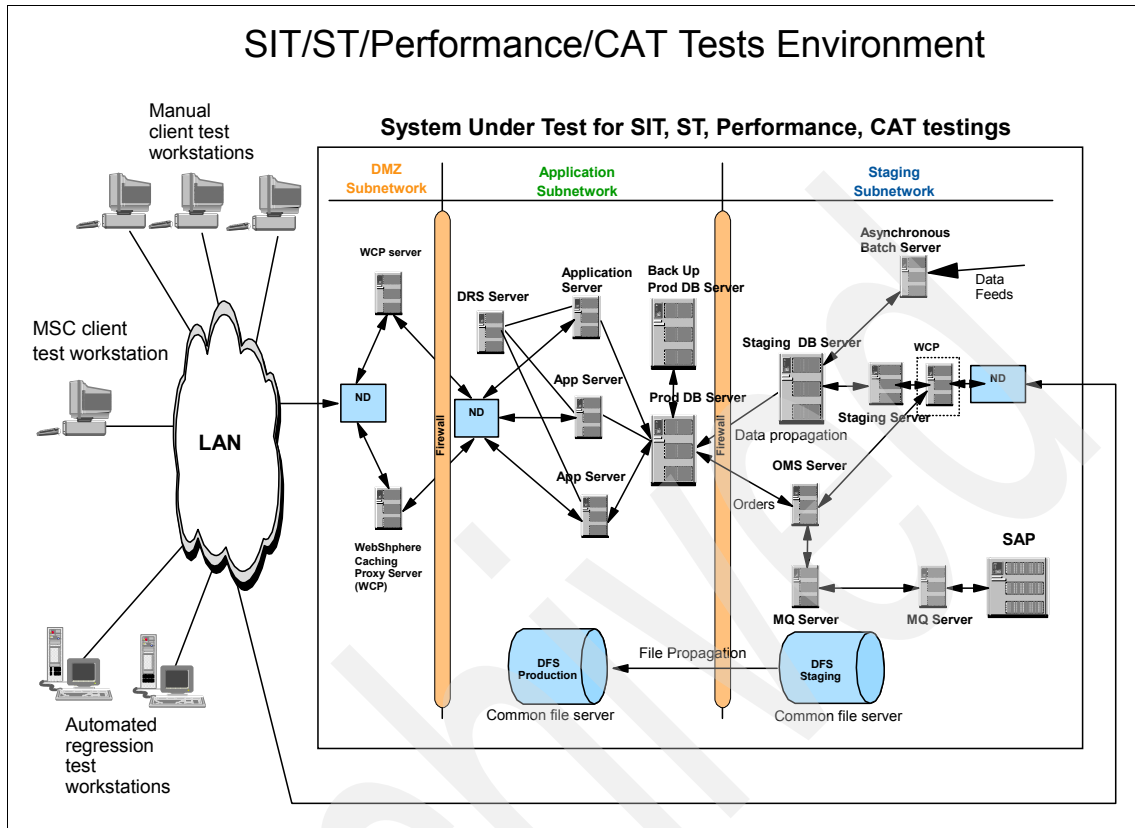 SIT/ST/Performance/CAT Tests Environment
Manual
client test
workstations
System Under Test for SIT, ST, Performance, CAT testings
DMZ
Subnetwork
Application
Subnetwork
Staging
Subnetwork
WCP server
DRS Server
Application
Server
Back Up
Prod DB Server
Asynchronous
Batch Server
Data
Feeds
MSC client
test workstation
Staging DB Server
WCP
ND
ND
App Server
Prod DB Server
Staging Server
ND
LAN
Firewall
Firewall
Data propagation
App Server
OMS Server
Orders
WebShphere
Caching
Proxy Server
(WCP)
SAP
MQ Server
MQ Server
DFS
Production
File Propagation
DFS
Staging
Common file server
Common file server
Automated
regression
test
workstations